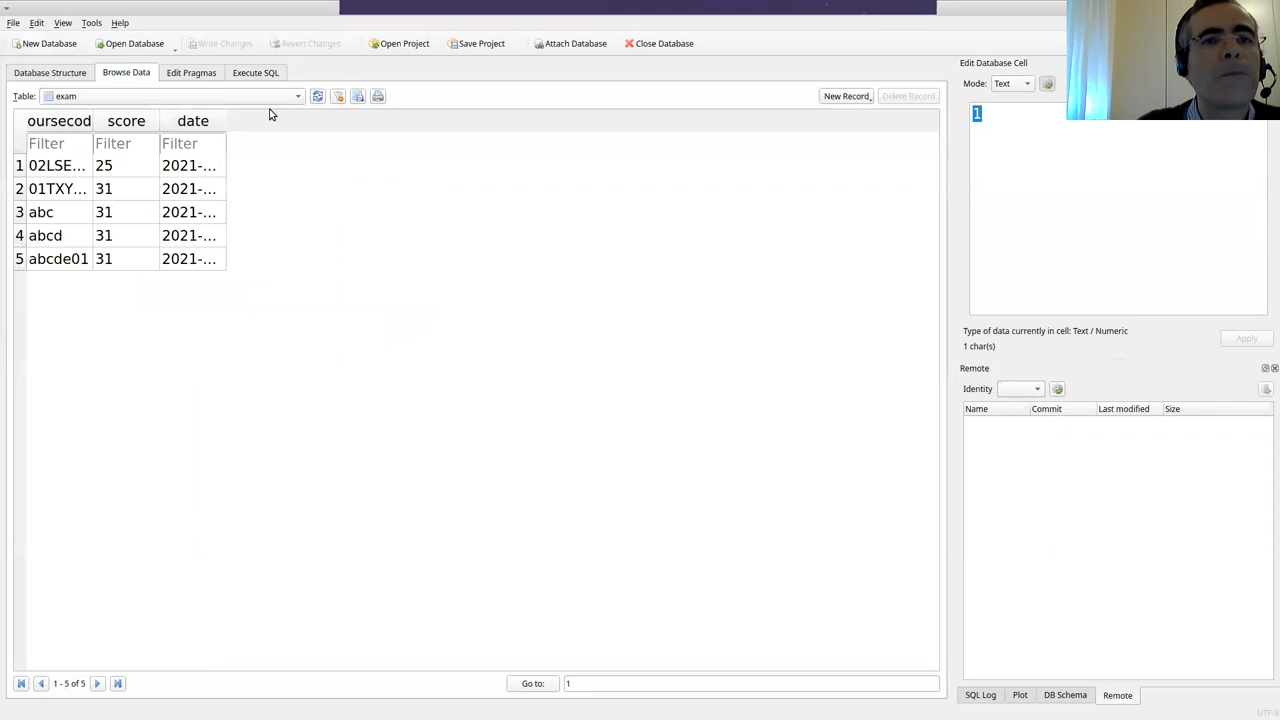 File Edit View Tools Help
New Database Open Database Write Changes Revert Changes Open Project Save Project Attach Database Close Database
Database Structure Browse Data Edit Pragmas Execute SQL
Table: exam New Record Delete Record
oursecod score date
Filter Filter Filter
1 02LSE... 25 2021-...
2 01TXY... 31 2021-...
3 abc 31 2021-...
4 abcd 31 2021-...
5 abcde01 31 2021-...
1 - 5 of 5 Go to: 1
Edit Database Cell
Mode: Text
1
Type of data currently in cell: Text / Numeric
1 char(s)
Apply
Remote
Identity
Name Commit Last modified Size
SQL Log Plot DB Schema Remote
UTF-8